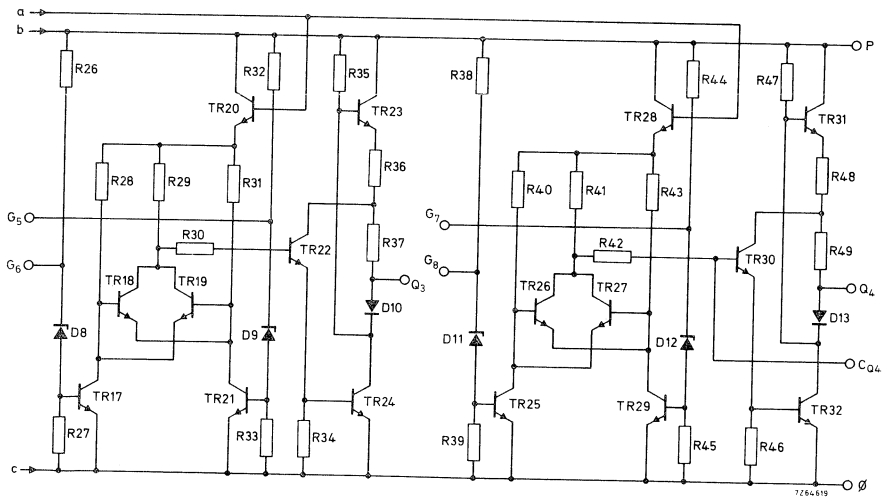 a
b P
R26 R32 R35 R38 R44 R47
TR20 TR23 TR28 TR31
R28 R29 R31 R36 R40 R41 R43 R48
G5 G7
R30 TR22 R37 R42 TR30 R49
G6 G8
TR18 TR19 Q3 TR26 TR27 Q4
D8 D9 D10 D11 D12 D13
CQ4
TR17 TR21 TR24 TR25 TR29 TR32
R27 R33 R34 R39 R45 R46
c Ø
7Z64619